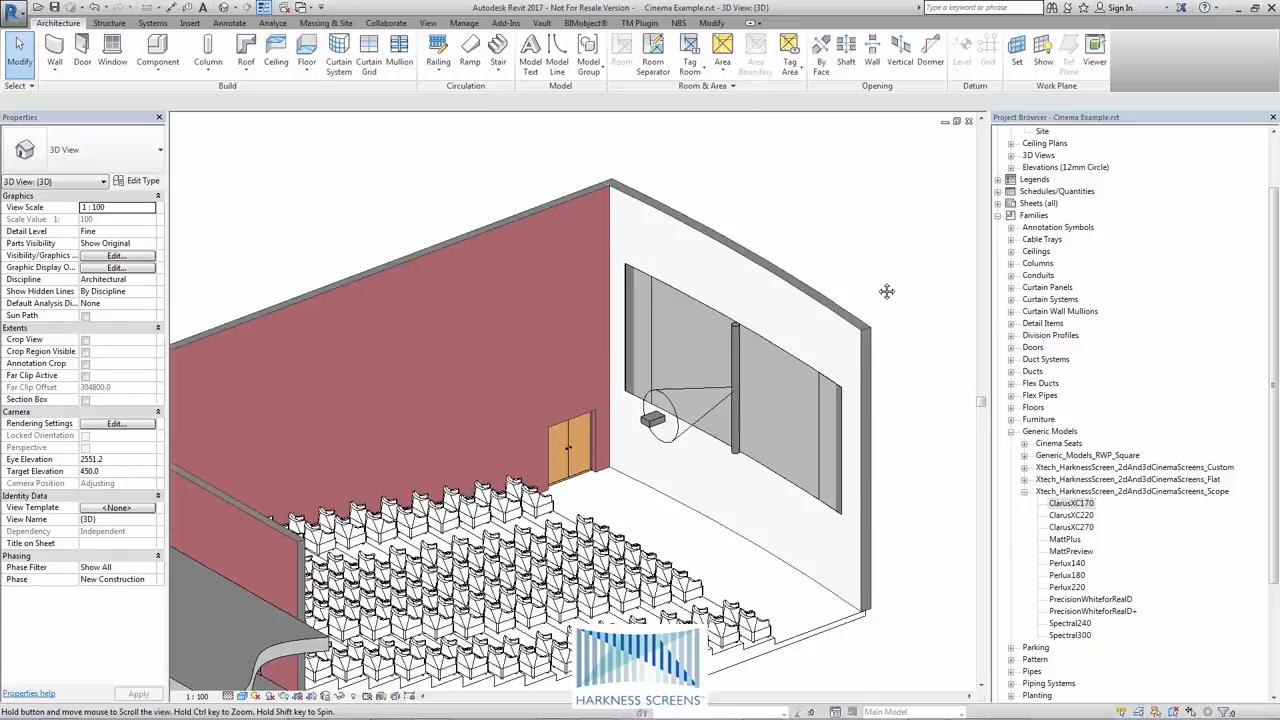 Autodesk Revit 2017 - Not For Resale Version - Cinema Example.rvt - 3D View: {3D}
Type a keyword or phrase
Sign In
Architecture Structure Systems Insert Annotate Analyze Massing & Site Collaborate View Manage Add-Ins Vault BIMobject® TM Plugin NBS Modify
Modify
Wall
Door
Window
Component
Column
Roof
Ceiling
Floor
Curtain System
Curtain Grid
Mullion
Railing
Ramp
Stair
Model Text
Model Line
Model Group
Room
Room Separator
Tag Room
Area
Area Boundary
Tag Area
By Face
Shaft
Wall
Vertical
Dormer
Level
Grid
Set
Show
Ref Plane
Viewer
Select
Build
Circulation
Model
Room & Area
Opening
Datum
Work Plane
Properties
3D View
3D View: {3D}
Edit Type
Graphics
View Scale 1 : 100
Scale Value 1: 100
Detail Level Fine
Parts Visibility Show Original
Visibility/Graphics ... Edit...
Graphic Display O... Edit...
Discipline Architectural
Show Hidden Lines By Discipline
Default Analysis Di... None
Sun Path
Extents
Crop View
Crop Region Visible
Annotation Crop
Far Clip Active
Far Clip Offset 304800.0
Section Box
Camera
Rendering Settings Edit...
Locked Orientation
Perspective
Eye Elevation 2551.2
Target Elevation 450.0
Camera Position Adjusting
Identity Data
View Template <None>
View Name {3D}
Dependency Independent
Title on Sheet
Phasing
Phase Filter Show All
Phase New Construction
Properties help
Apply
HARKNESS SCREENS™
Project Browser - Cinema Example.rvt
Site
Ceiling Plans
3D Views
Elevations (12mm Circle)
Legends
Schedules/Quantities
Sheets (all)
Families
Annotation Symbols
Cable Trays
Ceilings
Columns
Conduits
Curtain Panels
Curtain Systems
Curtain Wall Mullions
Detail Items
Division Profiles
Doors
Duct Systems
Ducts
Flex Ducts
Flex Pipes
Floors
Furniture
Generic Models
Cinema Seats
Generic_Models_RWP_Square
Xtech_HarknessScreen_2dAnd3dCinemaScreens_Custom
Xtech_HarknessScreen_2dAnd3dCinemaScreens_Flat
Xtech_HarknessScreen_2dAnd3dCinemaScreens_Scope
ClarusXC170
ClarusXC220
ClarusXC270
MattPlus
MattPreview
Perlux140
Perlux180
Perlux220
PrecisionWhiteforRealD
PrecisionWhiteforRealD+
Spectral240
Spectral300
Parking
Pattern
Pipes
Piping Systems
Planting
1 : 100
Hold button and move mouse to Scroll the view. Hold Ctrl key to Zoom. Hold Shift key to Spin.
:0
Main Model
:0